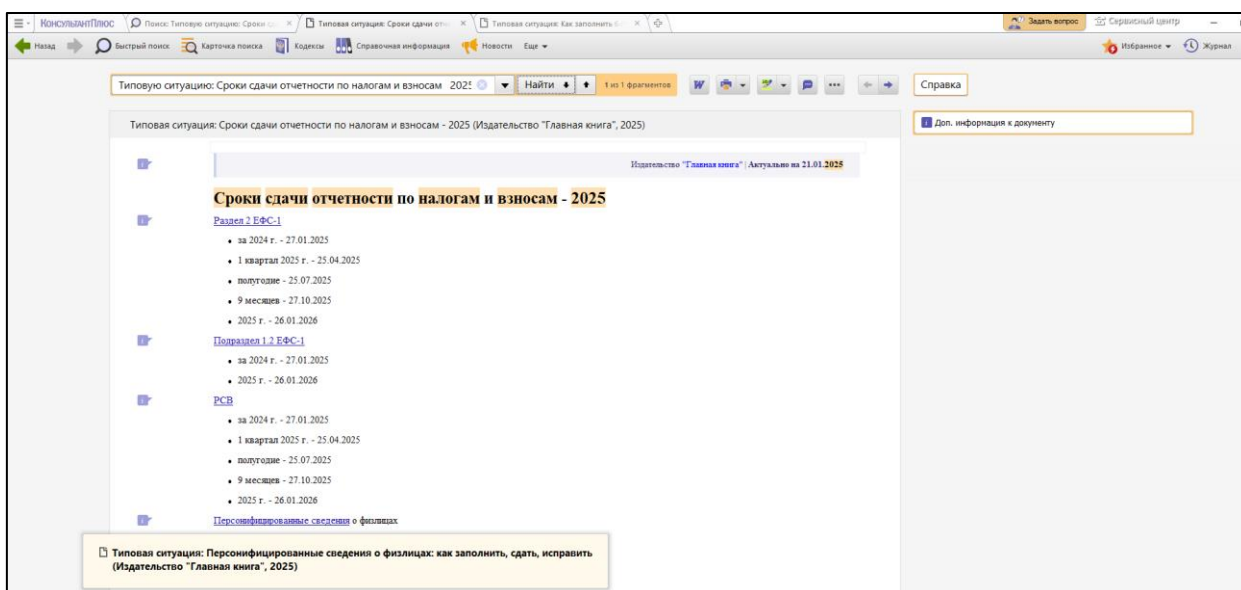 КонсультантПлюс
Поиск: Типовую ситуацию: Сроки сд
Типовая ситуация: Сроки сдачи отч
Типовая ситуация: Как заполнить
Задать вопрос
Сервисный центр
Назад
Быстрый поиск
Карточка поиска
Кодексы
Справочная информация
Новости
Еще
Избранное
Журнал
Типовую ситуацию: Сроки сдачи отчетности по налогам и взносам 2025
Найти
1 из 1 фрагментов
Справка
Типовая ситуация: Сроки сдачи отчетности по налогам и взносам - 2025 (Издательство "Главная книга", 2025)
Доп. информация к документу
Издательство "Главная книга" | Актуально на 21.01.2025
Сроки сдачи отчетности по налогам и взносам - 2025
Раздел 2 ЕФС-1
• за 2024 г. - 27.01.2025
• 1 квартал 2025 г. - 25.04.2025
• полугодие - 25.07.2025
• 9 месяцев - 27.10.2025
• 2025 г. - 26.01.2026
Подраздел 1.2 ЕФС-1
• за 2024 г. - 27.01.2025
• 2025 г. - 26.01.2026
РСВ
• за 2024 г. - 27.01.2025
• 1 квартал 2025 г. - 25.04.2025
• полугодие - 25.07.2025
• 9 месяцев - 27.10.2025
• 2025 г. - 26.01.2026
Персонифицированные сведения о физлицах
Типовая ситуация: Персонифицированные сведения о физлицах: как заполнить, сдать, исправить
(Издательство "Главная книга", 2025)